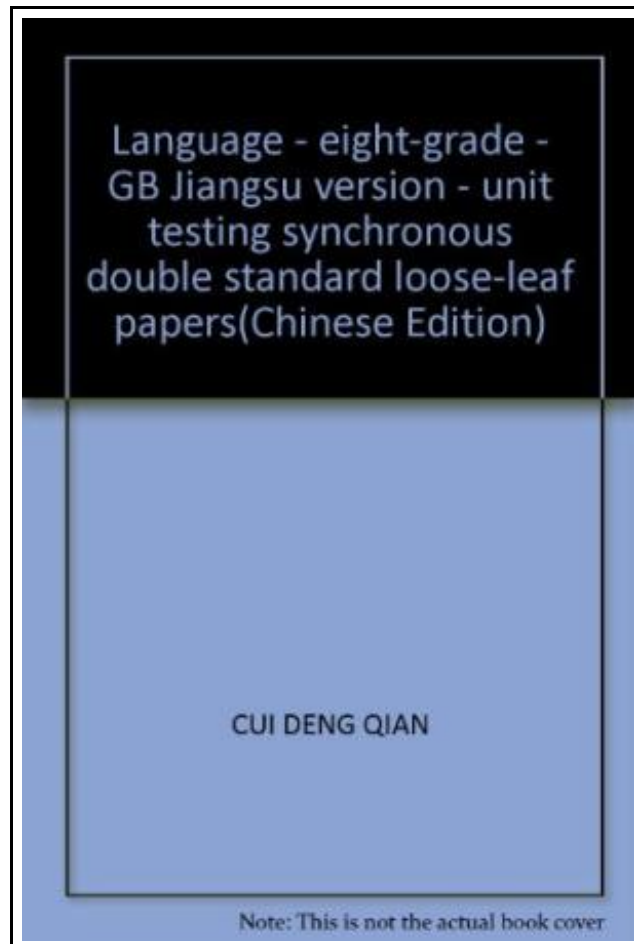 Language - eight-grade -
GB Jiangsu version - unit
testing synchronous
double standard loose-leaf
papers(Chinese Edition)
CUI DENG QIAN
Note: This is not the actual book cover